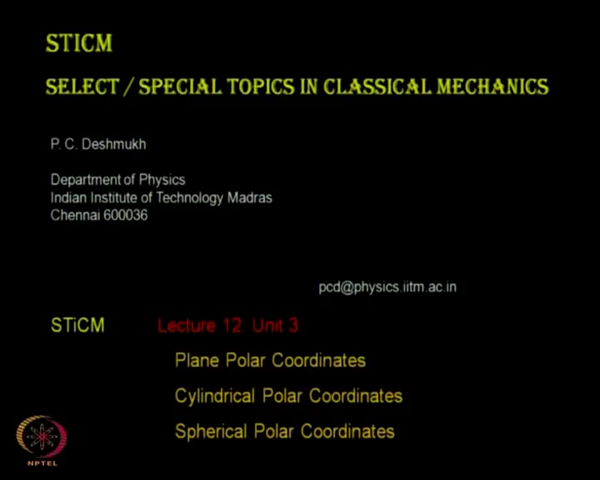 STICM
SELECT / SPECIAL TOPICS IN CLASSICAL MECHANICS
P. C. Deshmukh
Department of Physics
Indian Institute of Technology Madras
Chennai 600036
pcd@physics.iitm.ac.in
STiCM Lecture 12: Unit 3
Plane Polar Coordinates
Cylindrical Polar Coordinates
Spherical Polar Coordinates
NPTEL